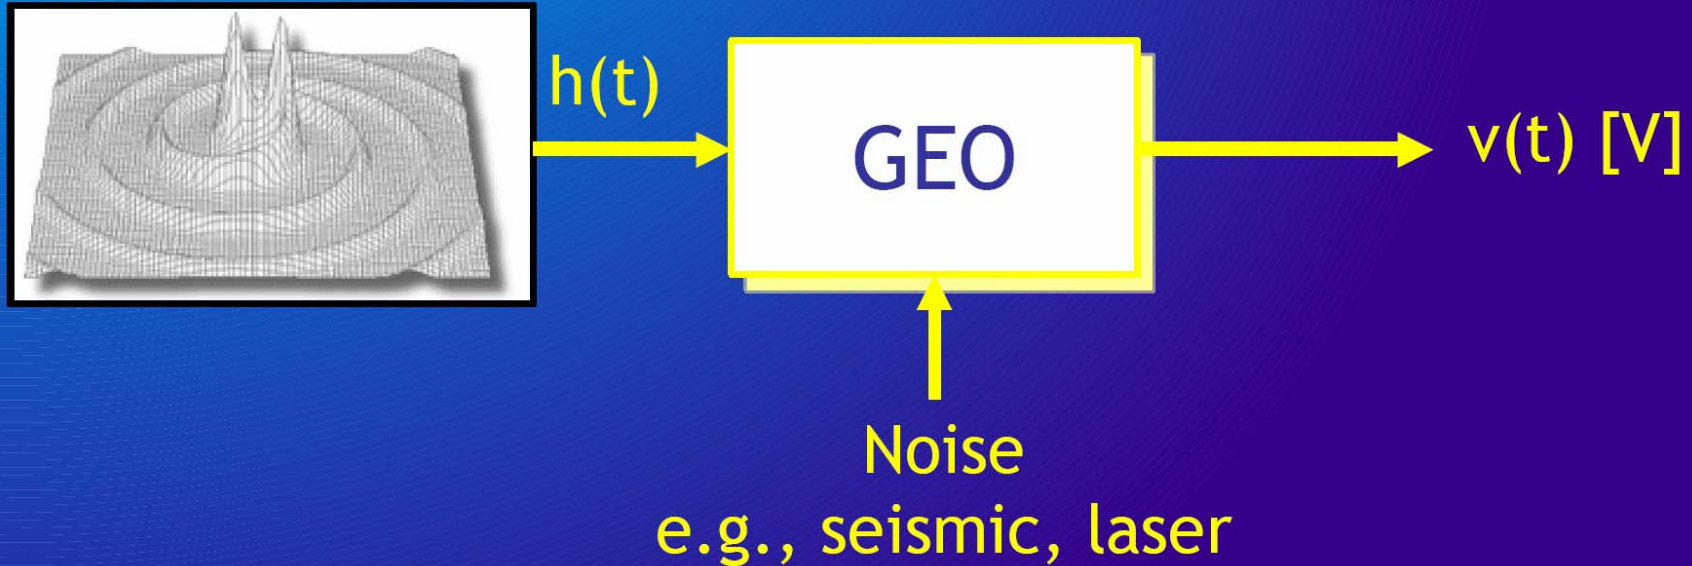 h(t)
GEO
v(t) [V]
Noise
e.g., seismic, laser